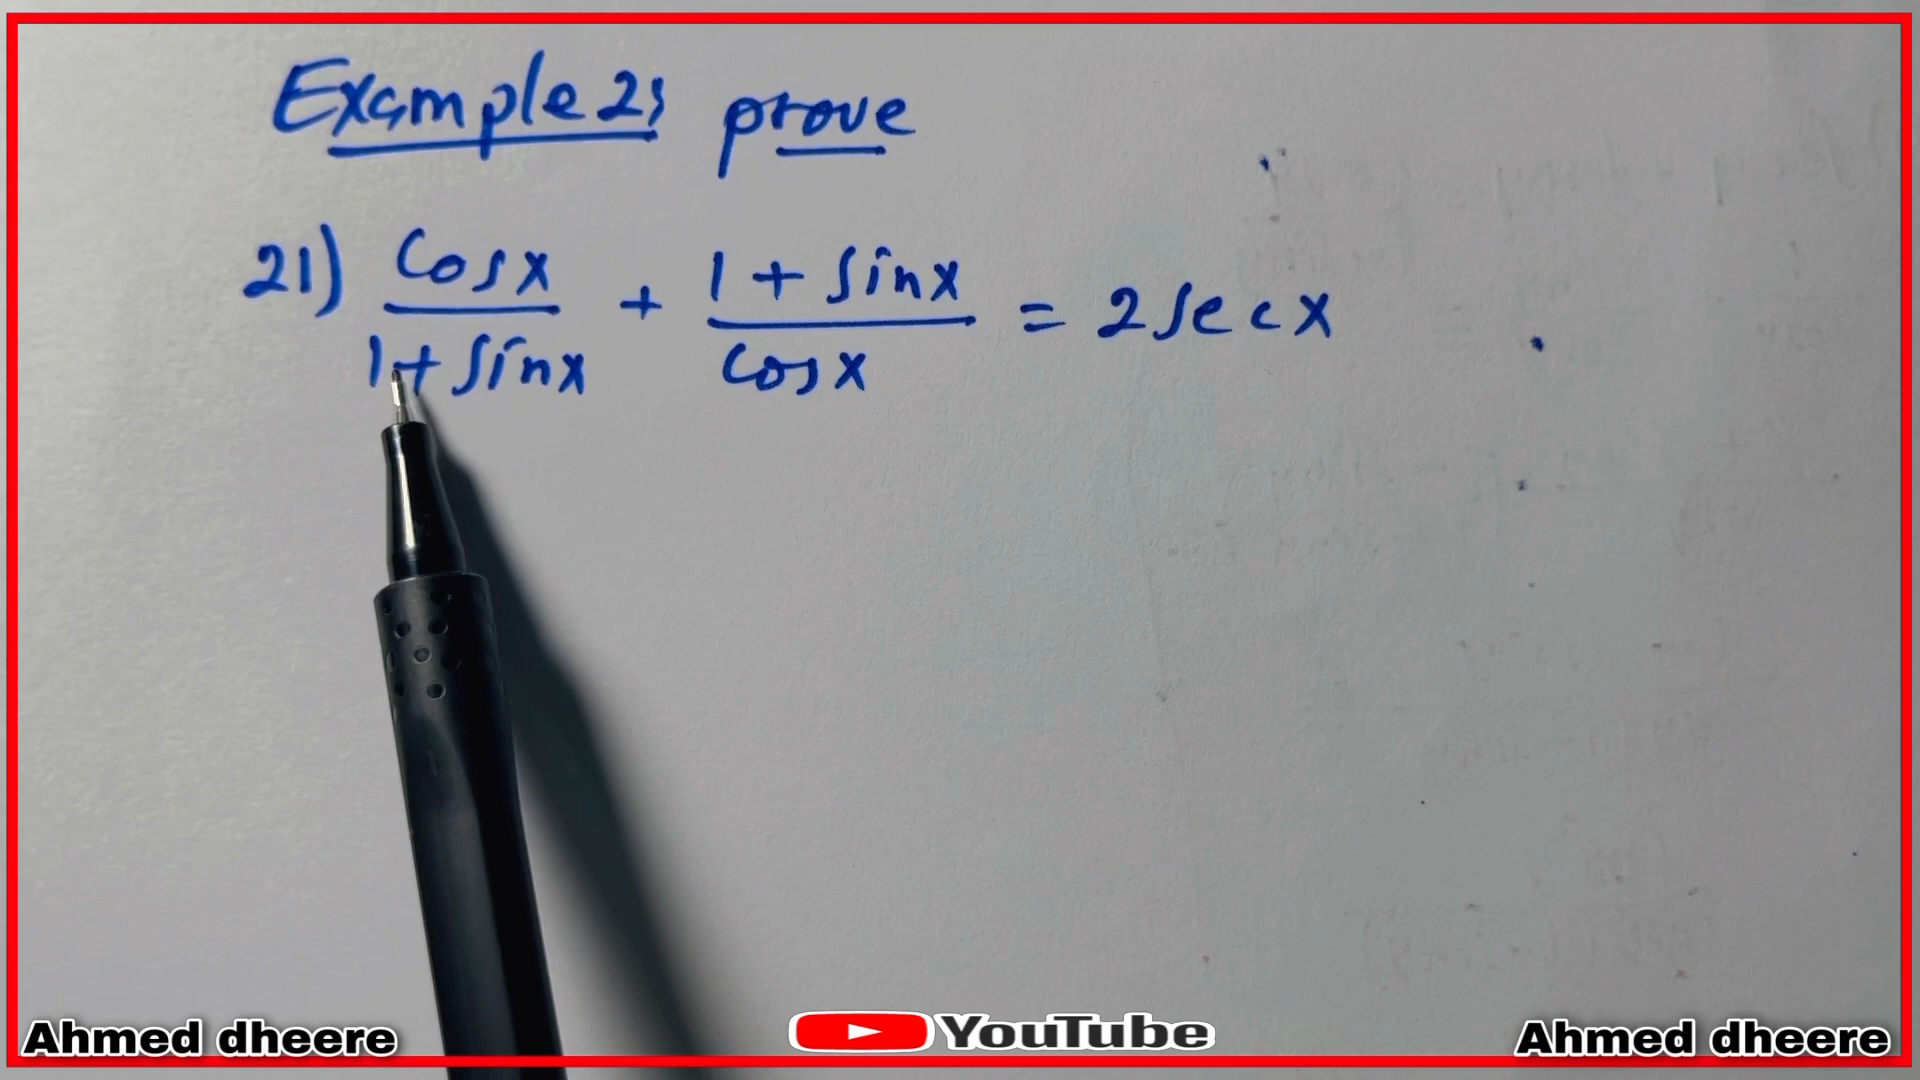 Example 2: prove
21) cosx/(1 + sinx) + (1 + sinx)/cosx = 2secx
Ahmed dheere YouTube Ahmed dheere